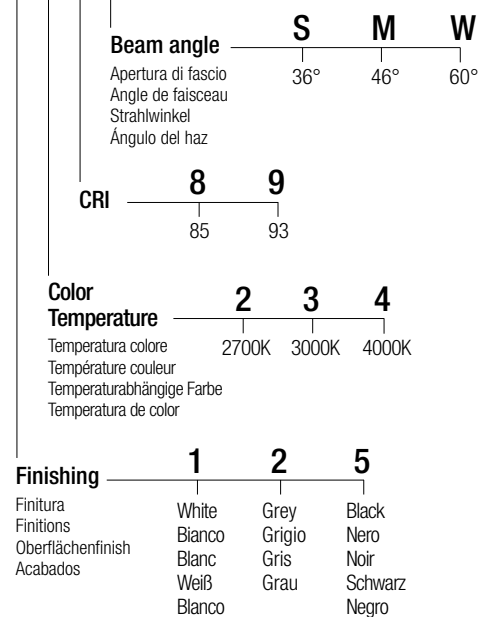 S M W
Beam angle
36° 46° 60°
Apertura di fascio
Angle de faisceau
Strahlwinkel
Ángulo del haz
8 9
CRI
85 93
Color
Temperature
2 3 4
2700K 3000K 4000K
Temperatura colore
Température couleur
Temperaturabhängige Farbe
Temperatura de color
1 2 5
Finishing
Finitura
Finitions
Oberflächenfinish
Acabados
White Grey Black
Bianco Grigio Nero
Blanc Gris Noir
Weiß Grau Schwarz
Blanco Negro